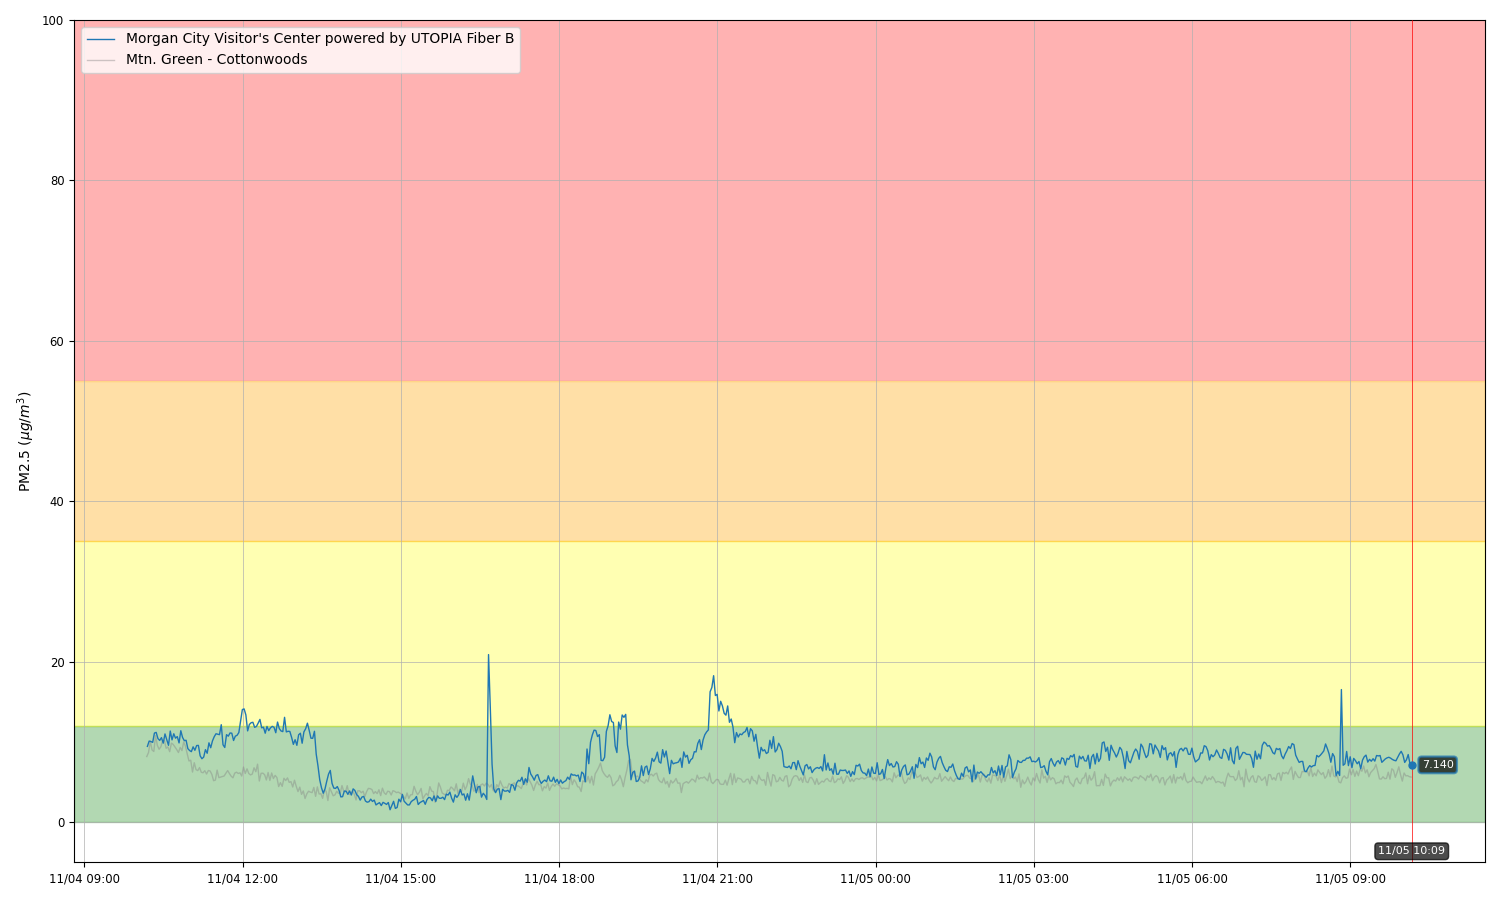 100
Morgan City Visitor's Center powered by UTOPIA Fiber B
Mtn. Green - Cottonwoods
80
60
PM2.5 (μg/m³)
40
20
7.140
0
11/05 10:09
11/04 09:00 11/04 12:00 11/04 15:00 11/04 18:00 11/04 21:00 11/05 00:00 11/05 03:00 11/05 06:00 11/05 09:00